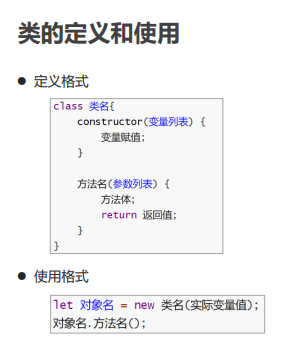 类的定义和使用
● 定义格式
class 类名{
    constructor(变量列表) {
        变量赋值;
    }

    方法名(参数列表) {
        方法体;
        return 返回值;
    }
}
● 使用格式
let 对象名 = new 类名(实际变量值);
对象名.方法名();